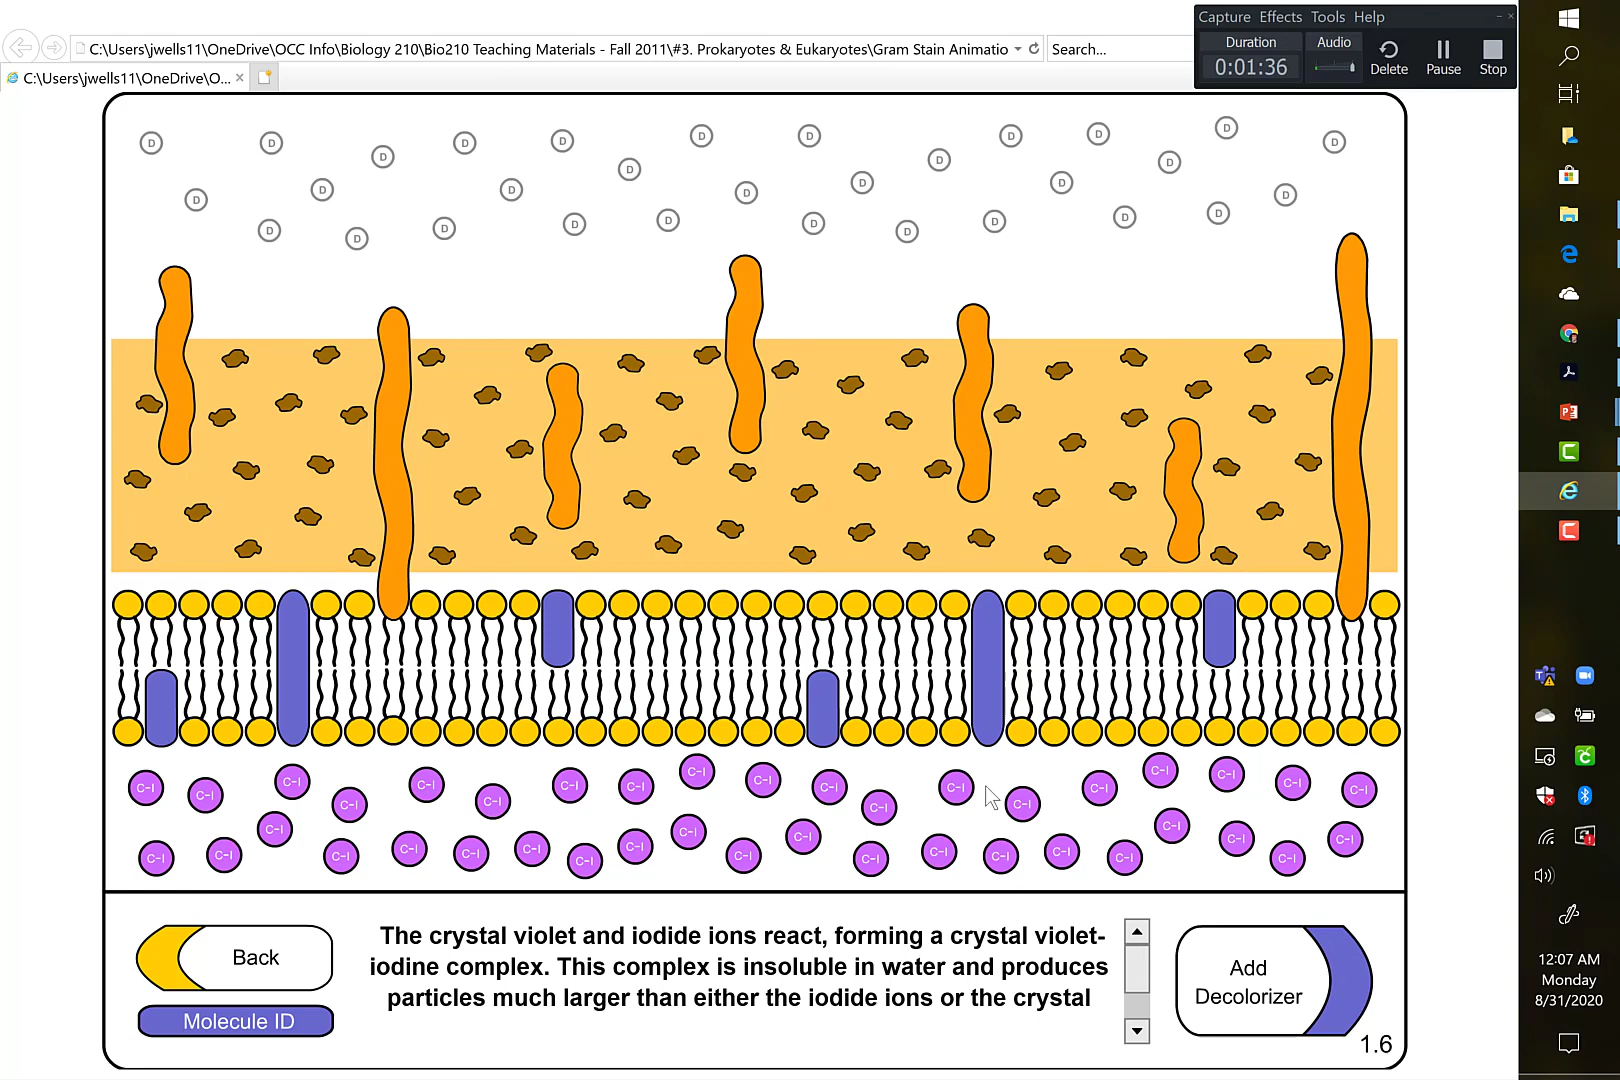 Capture Effects Tools Help
Duration
Audio
0:01:36
Delete
Pause
Stop
C:\Users\jwells11\OneDrive\OCC Info\Biology 210\Bio210 Teaching Materials - Fall 2011\#3. Prokaryotes & Eukaryotes\Gram Stain Animatio
Search...
C:\Users\jwells11\OneDrive\O...
D D D D D D D D D D D
D D D D D D D D D D D
D D D D D D D D D D D
C-I C-I C-I C-I C-I C-I C-I C-I C-I C-I C-I C-I C-I C-I C-I C-I C-I C-I C-I
C-I C-I C-I C-I C-I C-I C-I C-I C-I C-I C-I C-I C-I C-I C-I C-I C-I C-I C-I C-I C-I
The crystal violet and iodide ions react, forming a crystal violet-
iodine complex. This complex is insoluble in water and produces
particles much larger than either the iodide ions or the crystal
Back
Molecule ID
Add
Decolorizer
1.6
12:07 AM
Monday
8/31/2020